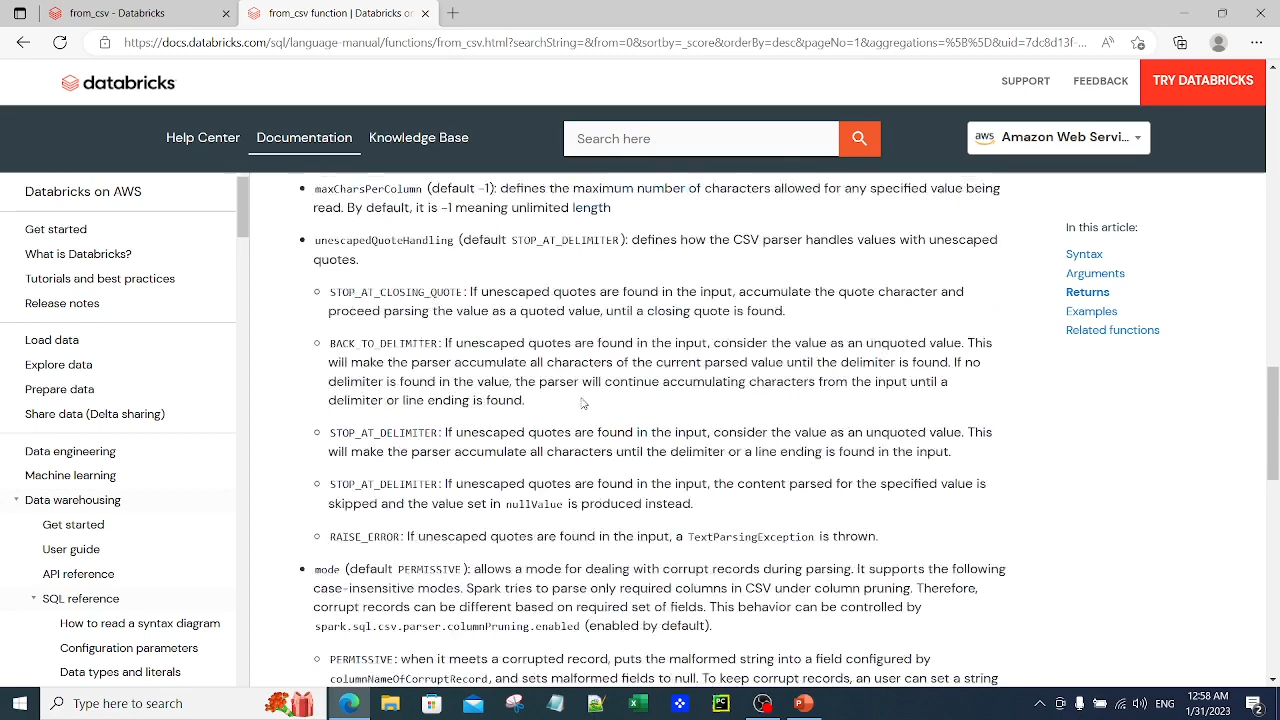 from_csv - Databricks
from_csv function | Databricks on
https://docs.databricks.com/sql/language-manual/functions/from_csv.html?searchString=&from=0&sortby=_score&orderBy=desc&pageNo=1&aggregations=%5B%5D&uid=7dc8d13f-...
databricks
SUPPORT
FEEDBACK
TRY DATABRICKS
Help Center
Documentation
Knowledge Base
Search here
aws Amazon Web Servi...
Databricks on AWS
Get started
What is Databricks?
Tutorials and best practices
Release notes
Load data
Explore data
Prepare data
Share data (Delta sharing)
Data engineering
Machine learning
Data warehousing
Get started
User guide
API reference
SQL reference
How to read a syntax diagram
Configuration parameters
Data types and literals
maxCharsPerColumn (default -1): defines the maximum number of characters allowed for any specified value being
read. By default, it is -1 meaning unlimited length
unescapedQuoteHandling (default STOP_AT_DELIMITER): defines how the CSV parser handles values with unescaped
quotes.
STOP_AT_CLOSING_QUOTE: If unescaped quotes are found in the input, accumulate the quote character and
proceed parsing the value as a quoted value, until a closing quote is found.
BACK_TO_DELIMITER: If unescaped quotes are found in the input, consider the value as an unquoted value. This
will make the parser accumulate all characters of the current parsed value until the delimiter is found. If no
delimiter is found in the value, the parser will continue accumulating characters from the input until a
delimiter or line ending is found.
STOP_AT_DELIMITER: If unescaped quotes are found in the input, consider the value as an unquoted value. This
will make the parser accumulate all characters until the delimiter or a line ending is found in the input.
STOP_AT_DELIMITER: If unescaped quotes are found in the input, the content parsed for the specified value is
skipped and the value set in nullValue is produced instead.
RAISE_ERROR: If unescaped quotes are found in the input, a TextParsingException is thrown.
mode (default PERMISSIVE): allows a mode for dealing with corrupt records during parsing. It supports the following
case-insensitive modes. Spark tries to parse only required columns in CSV under column pruning. Therefore,
corrupt records can be different based on required set of fields. This behavior can be controlled by
spark.sql.csv.parser.columnPruning.enabled (enabled by default).
PERMISSIVE: when it meets a corrupted record, puts the malformed string into a field configured by
columnNameOfCorruptRecord, and sets malformed fields to null. To keep corrupt records, an user can set a string
In this article:
Syntax
Arguments
Returns
Examples
Related functions
Type here to search
12:58 AM
1/31/2023
2